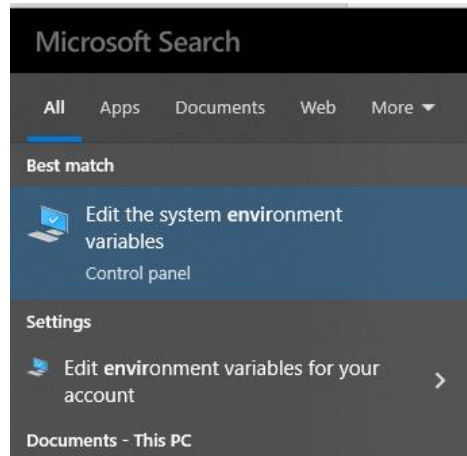 Microsoft Search
All Apps Documents Web More
Best match
Edit the system environment
variables
Control panel
Settings
Edit environment variables for your
account
Documents - This PC